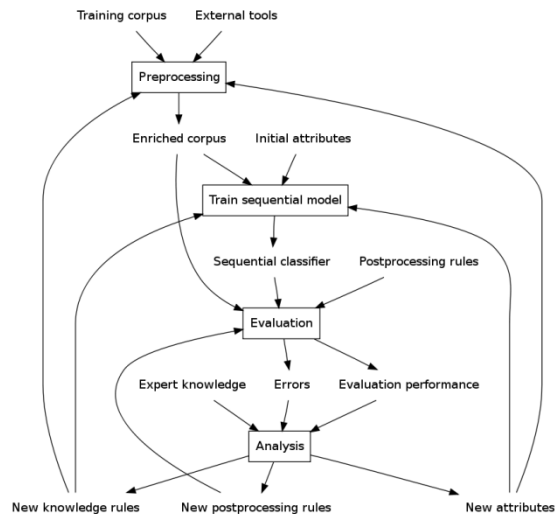 Training corpus
External tools
Preprocessing
Enriched corpus
Initial attributes
Train sequential model
Sequential classifier
Postprocessing rules
Evaluation
Expert knowledge
Errors
Evaluation performance
Analysis
New knowledge rules
New postprocessing rules
New attributes